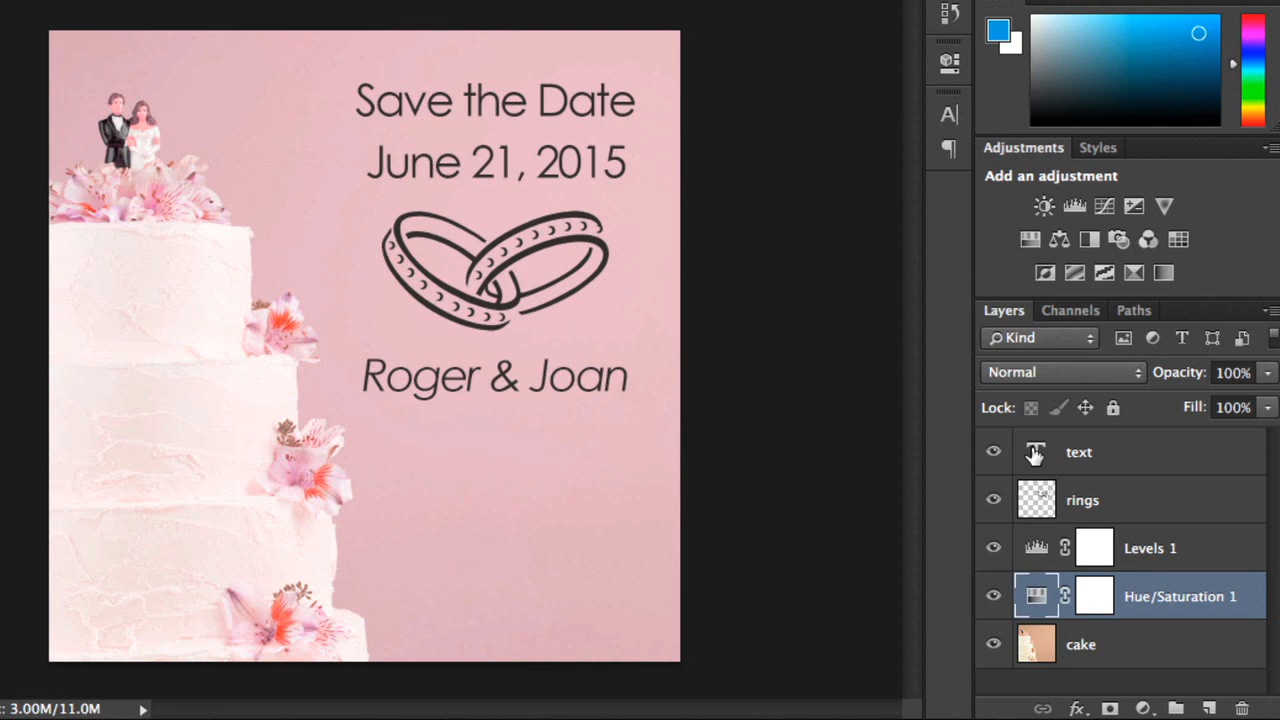 Save the Date
June 21, 2015
Roger & Joan
Adjustments Styles
Add an adjustment
Layers Channels Paths
Kind
Normal Opacity: 100%
Lock: Fill: 100%
text
rings
Levels 1
Hue/Saturation 1
cake
fx
: 3.00M/11.0M